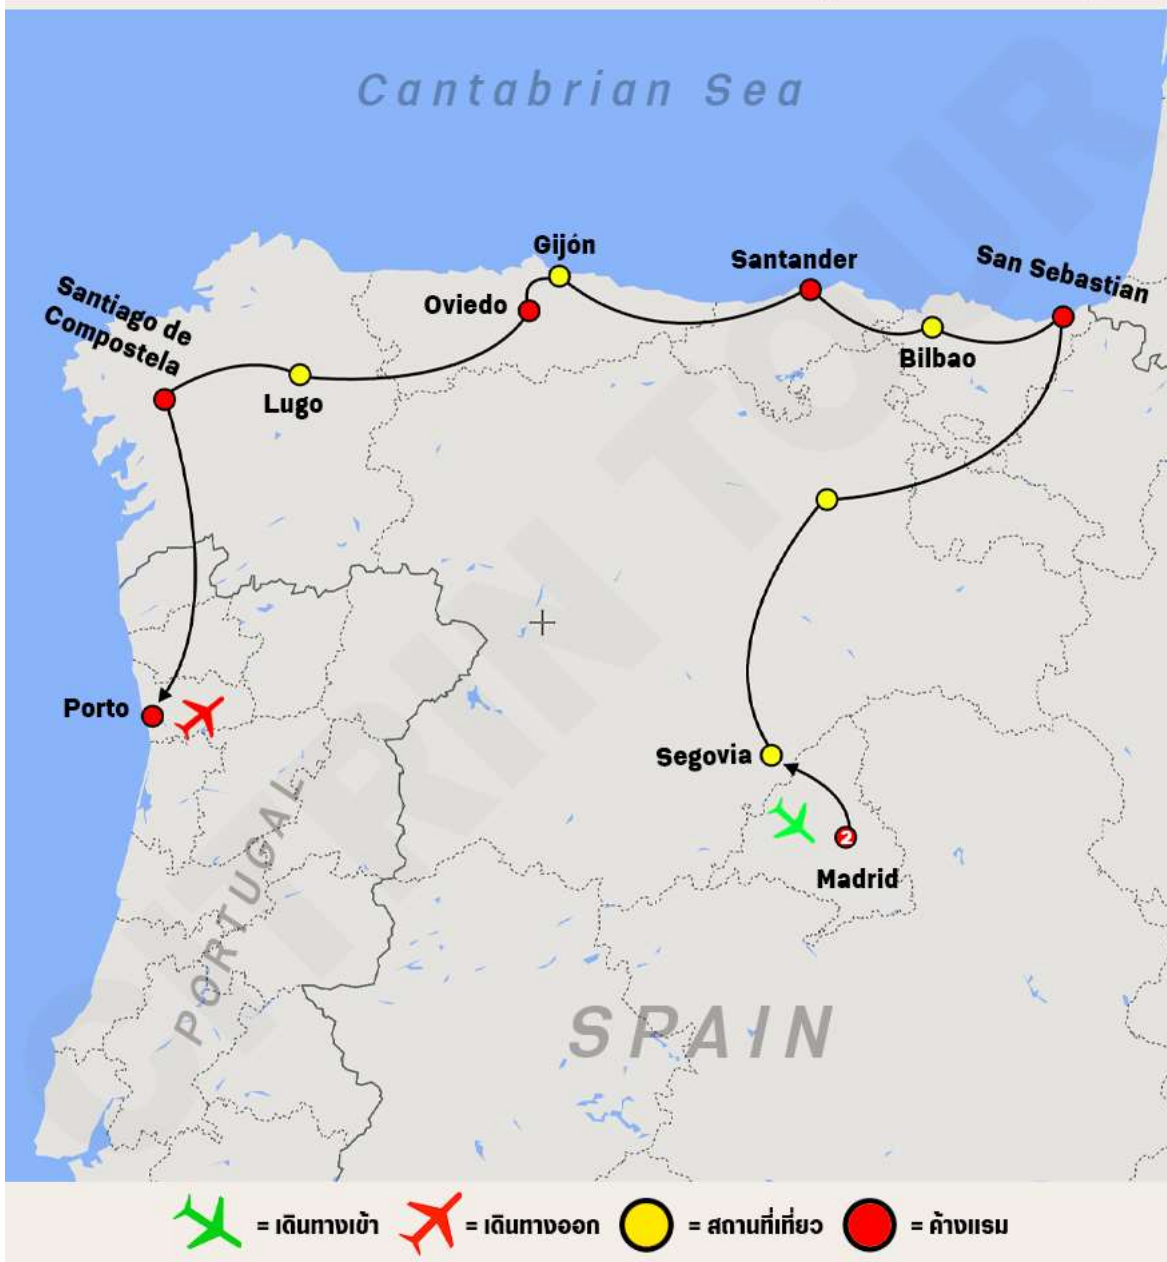 Cantabrian Sea
Gijón
Santander
San Sebastian
Oviedo
Bilbao
Santiago de
Compostela
Lugo
Porto
Segovia
2
Madrid
PORTUGAL
SPAIN
CITRIN TOUR
= เดินทางเข้า = เดินทางออก = สถานที่เที่ยว = ค้างแรม